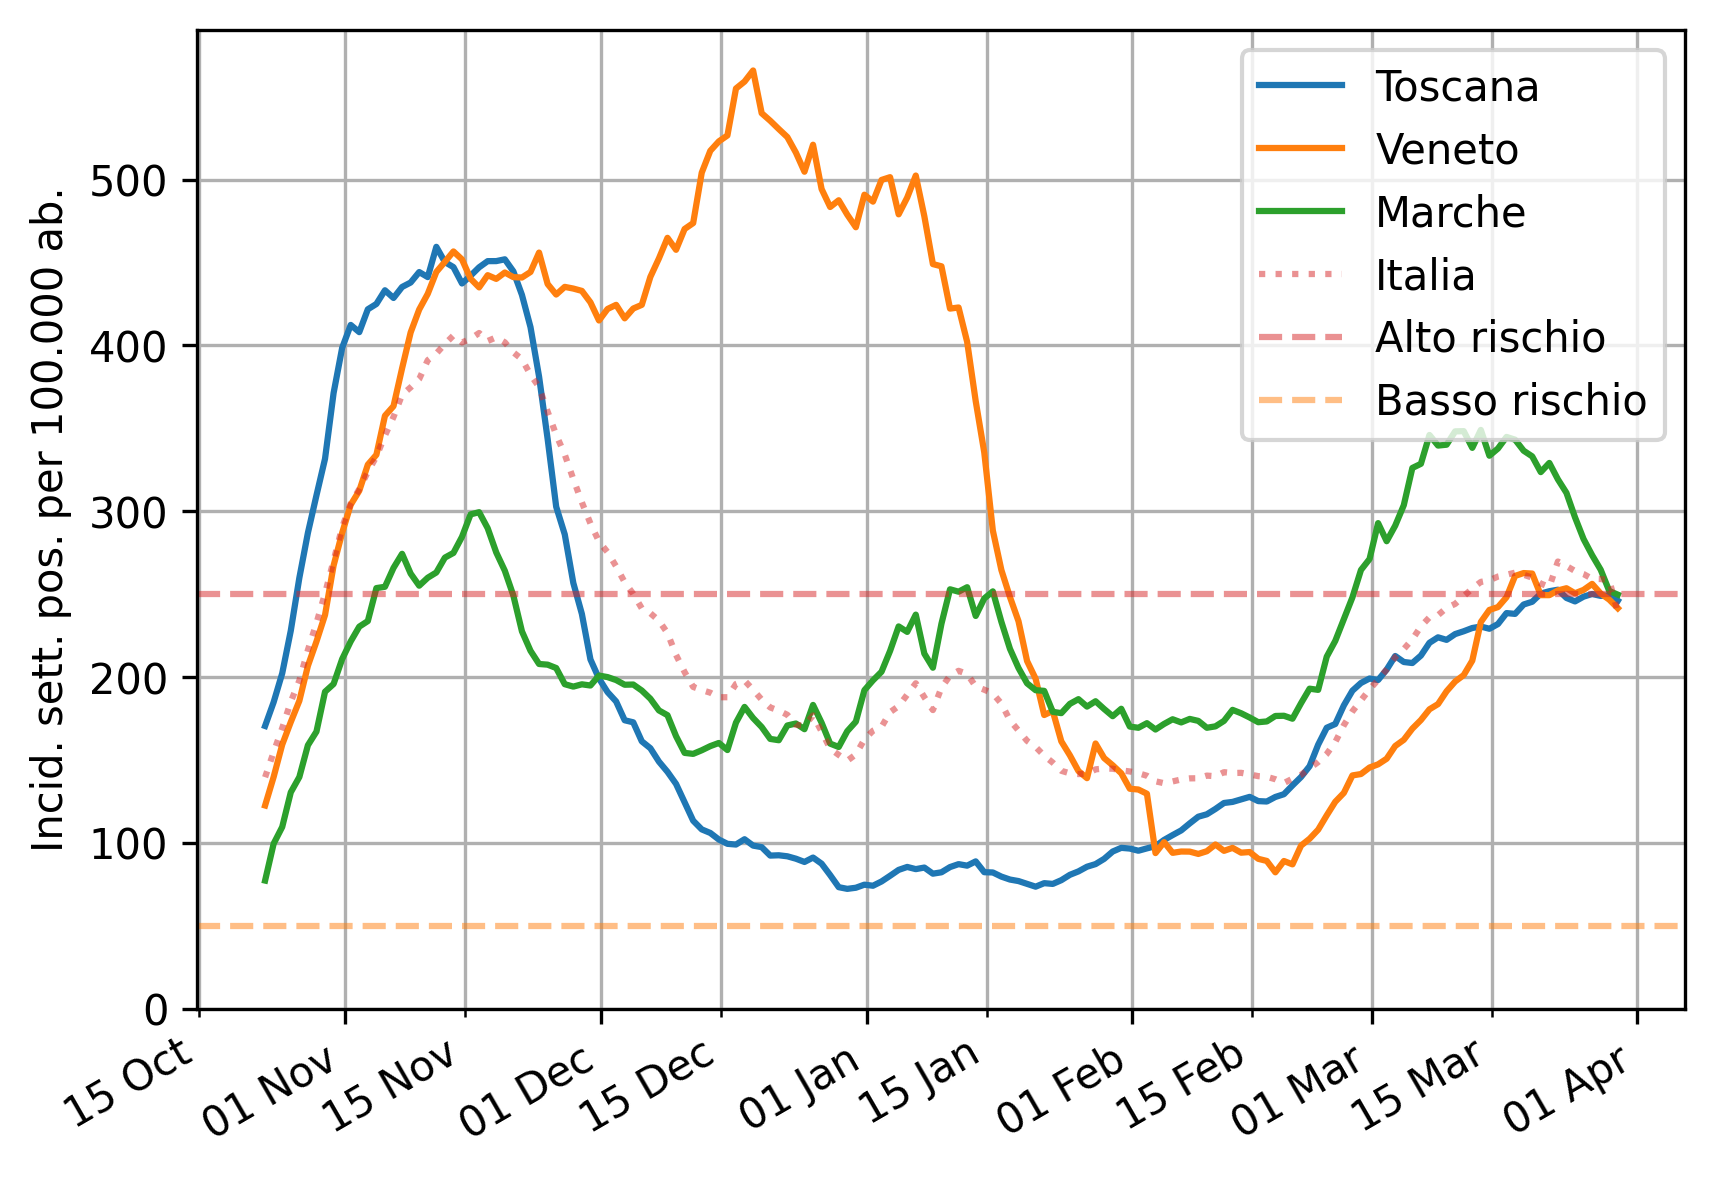 Incid. sett. pos. per 100.000 ab.
500
400
300
200
100
0
15 Oct
01 Nov
15 Nov
01 Dec
15 Dec
01 Jan
15 Jan
01 Feb
15 Feb
01 Mar
15 Mar
01 Apr
Toscana
Veneto
Marche
Italia
Alto rischio
Basso rischio